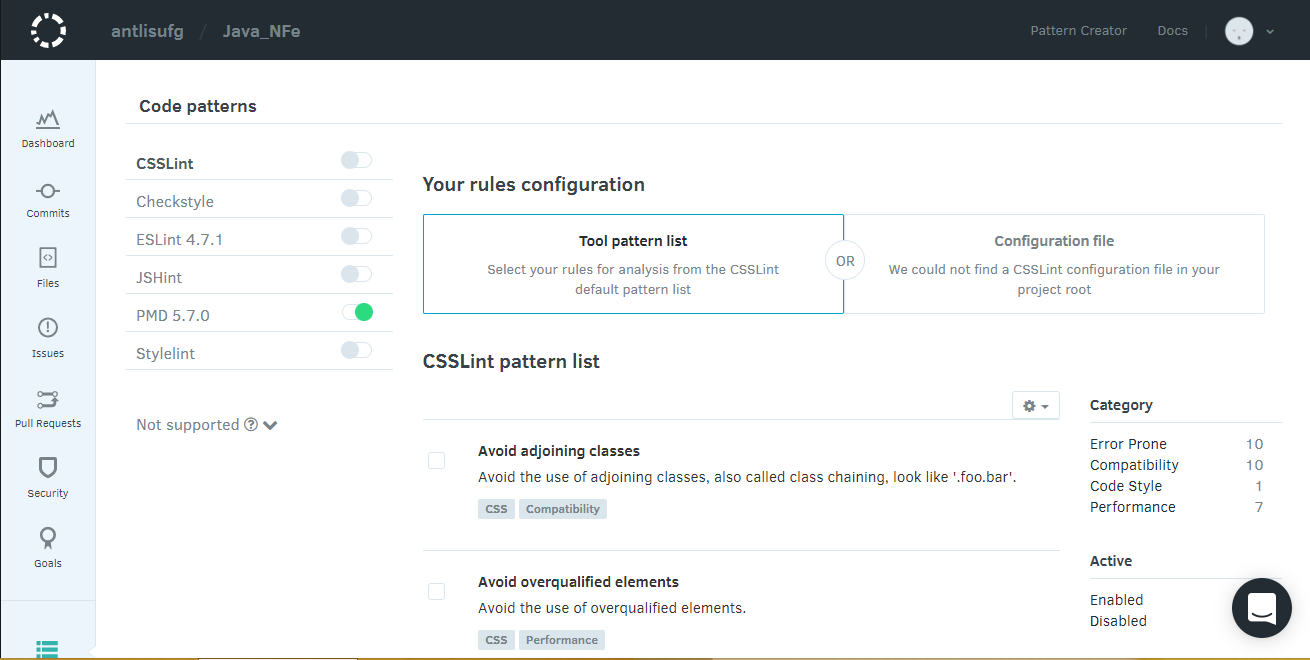 antlisufg / Java_NFe
Pattern Creator
Docs
Dashboard
Commits
Files
Issues
Pull Requests
Security
Goals
Code patterns
CSSLint
Checkstyle
ESLint 4.7.1
JSHint
PMD 5.7.0
Stylelint
Not supported ?
Your rules configuration
Tool pattern list
Select your rules for analysis from the CSSLint
default pattern list
OR
Configuration file
We could not find a CSSLint configuration file in your
project root
CSSLint pattern list
Avoid adjoining classes
Avoid the use of adjoining classes, also called class chaining, look like '.foo.bar'.
CSS Compatibility
Avoid overqualified elements
Avoid the use of overqualified elements.
CSS Performance
Category
Error Prone 10
Compatibility 10
Code Style 1
Performance 7
Active
Enabled
Disabled